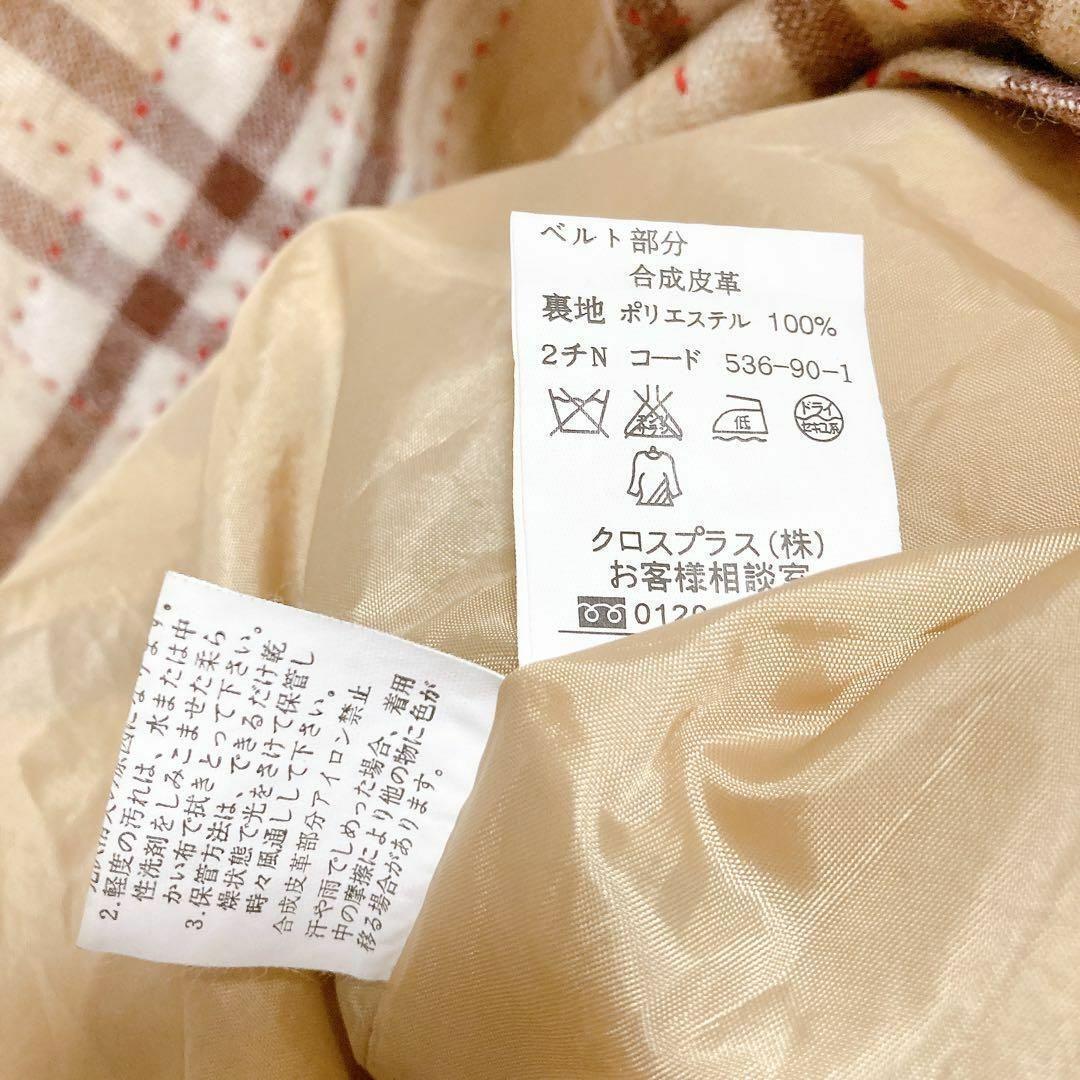 ベルト部分
合成皮革
裏地 ポリエステル 100%
2チN コード 536-90-1
低
ドライ
セキユ系
クロスプラス(株)
お客様相談室
0120
2.軽度の汚れは、水または中
性洗剤をしみこませた柔ら
かい布で拭きとって下さい。
3.保管方法は、できるだけ乾
燥状態で光をさけて保管し
時々風通しして下さい。
合成皮革部分アイロン禁止
汗や雨でしめった場合、着用
中の摩擦により他の物に色が
移る場合があります。